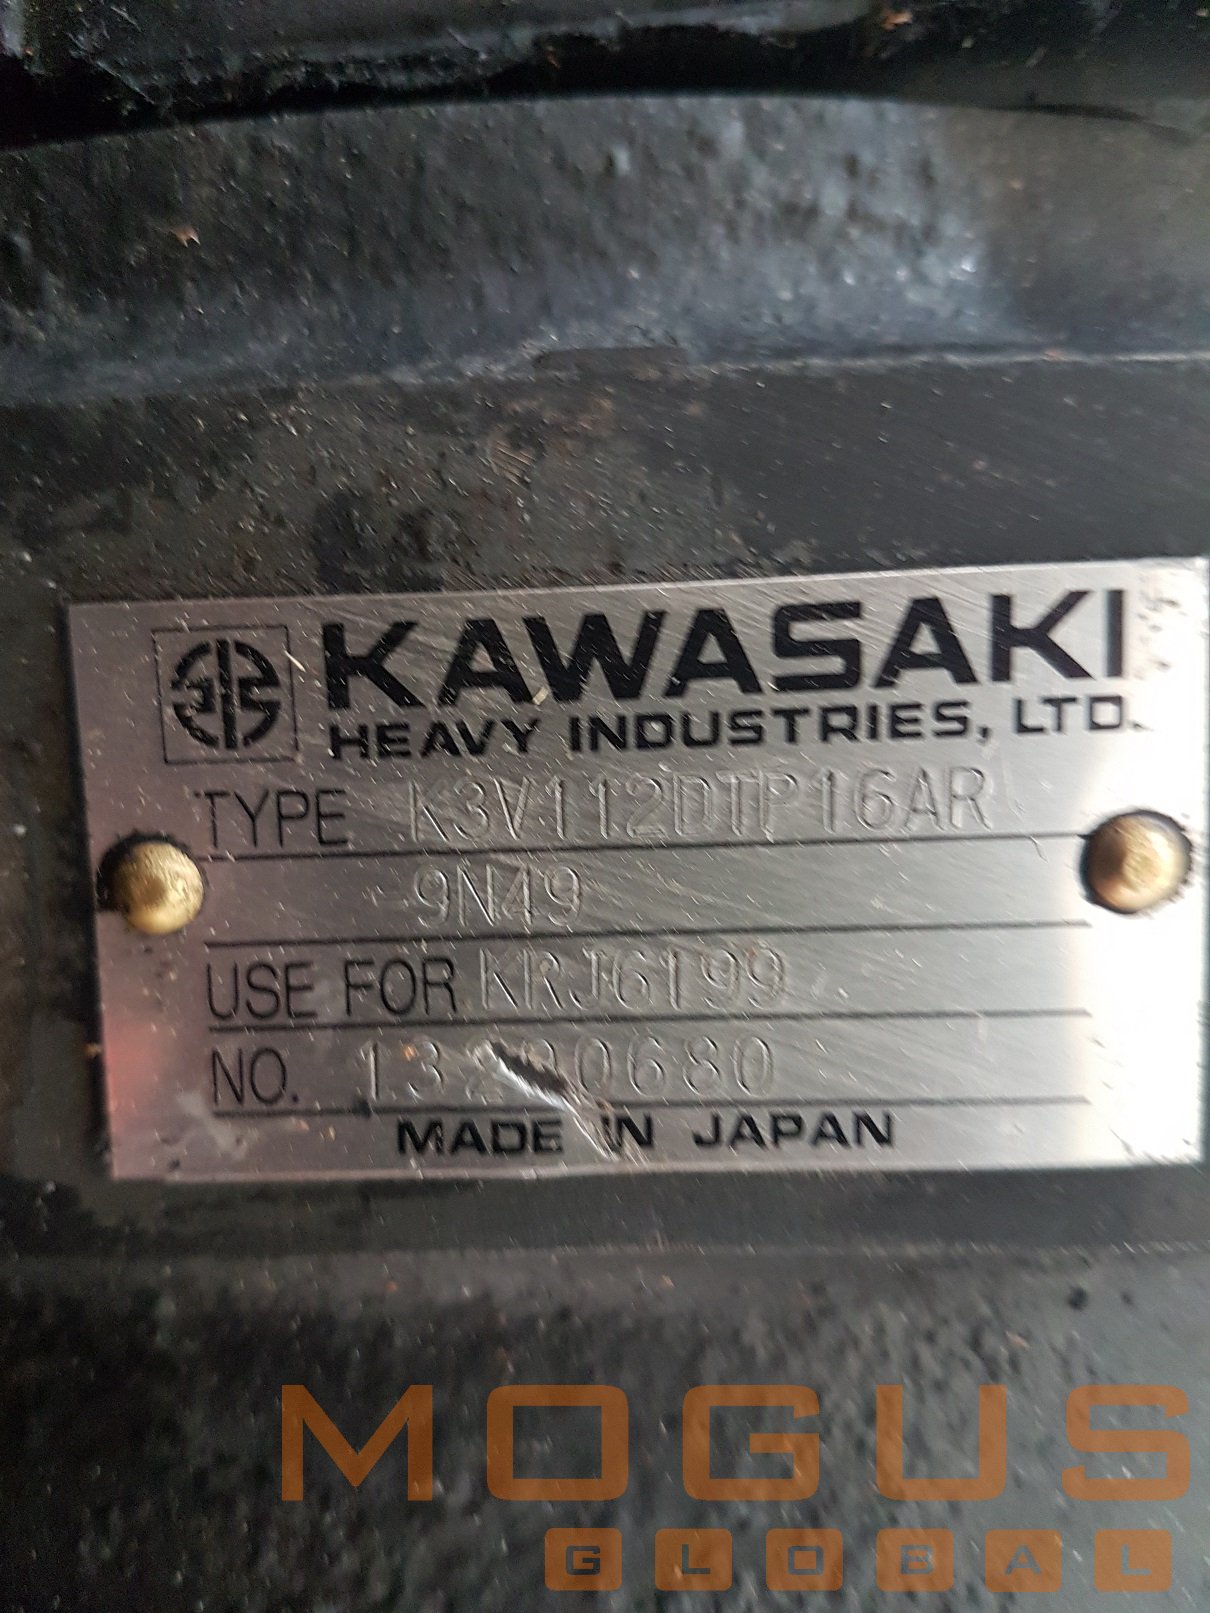 KAWASAKI
HEAVY INDUSTRIES, LTD.
TYPE K3V112DTP16AR
-9N49
USE FOR KRJ6199
NO.
MADE IN JAPAN
MOGUS
GLOBAL